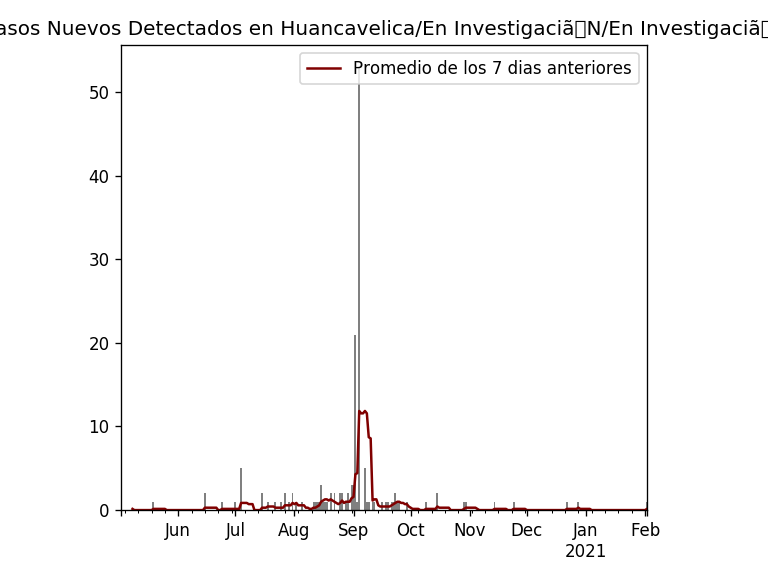 asos Nuevos Detectados en Huancavelica/En Investigaciã▯N/En Investigaciã▯
Promedio de los 7 dias anteriores
50
40
30
20
10
0
Jun Jul Aug Sep Oct Nov Dec Jan Feb
2021